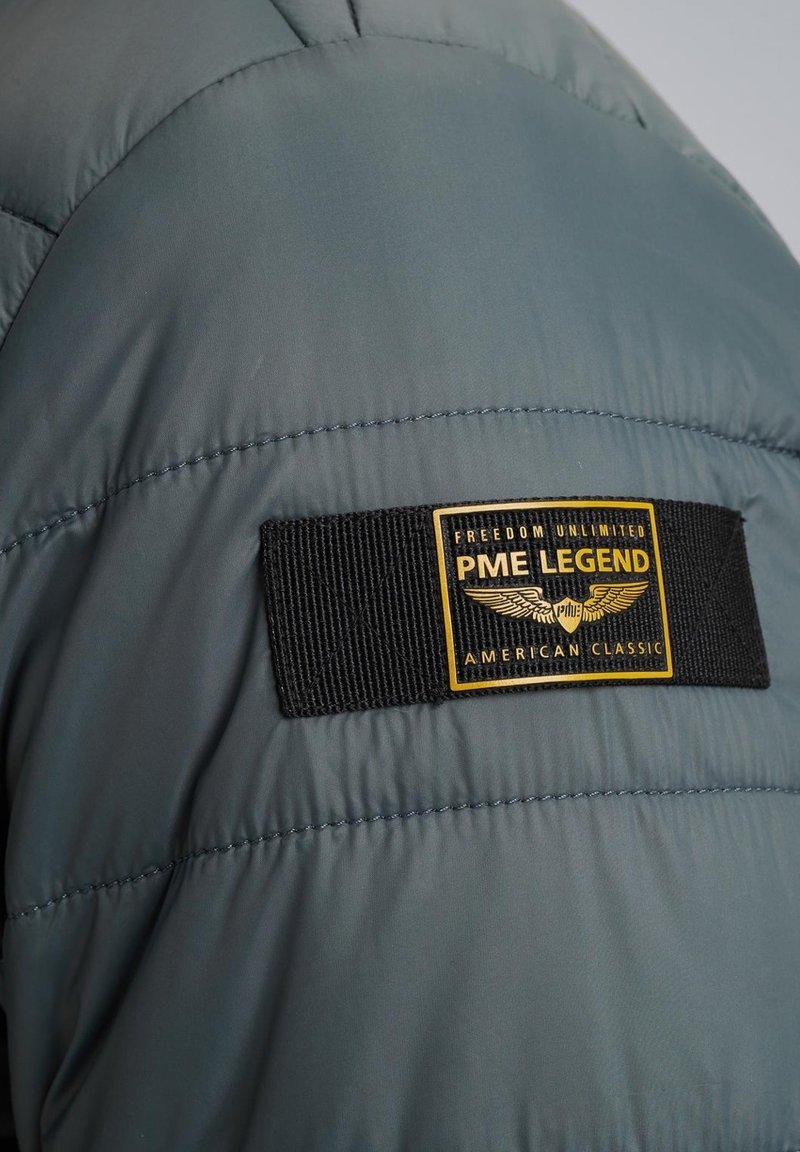 FREEDOM UNLIMITED
PME LEGEND
PME
AMERICAN CLASSIC